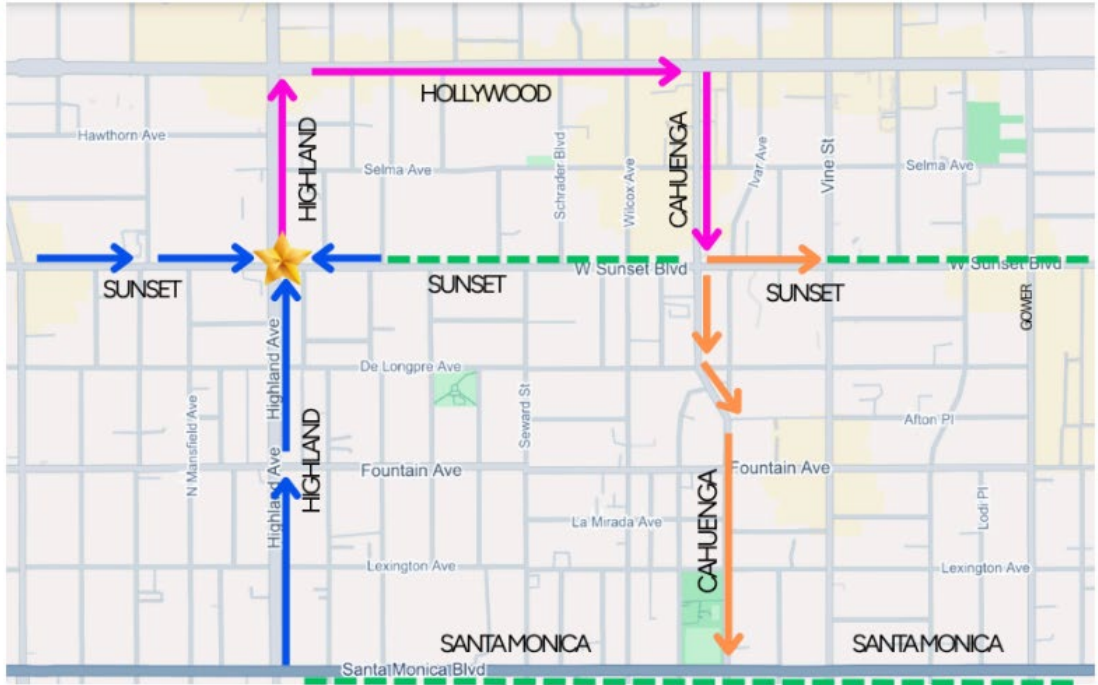 HOLLYWOOD
Hawthorn Ave
HIGHLAND
Selma Ave
Schrader Blvd
Wilcox Ave
CAHUENGA
Ivar Ave
Vine St
Selma Ave
SUNSET
SUNSET
W Sunset Blvd
SUNSET
W Sunset Blvd
GOWER
Highland Ave
De Longpre Ave
N Mansfield Ave
HIGHLAND
Seward St
Afton Pl
Highland Ave
Fountain Ave
Fountain Ave
CAHUENGA
La Mirada Ave
Lodi Pl
Lexington Ave
Lexington Ave
SANTA MONICA
SANTA MONICA
Santa Monica Blvd